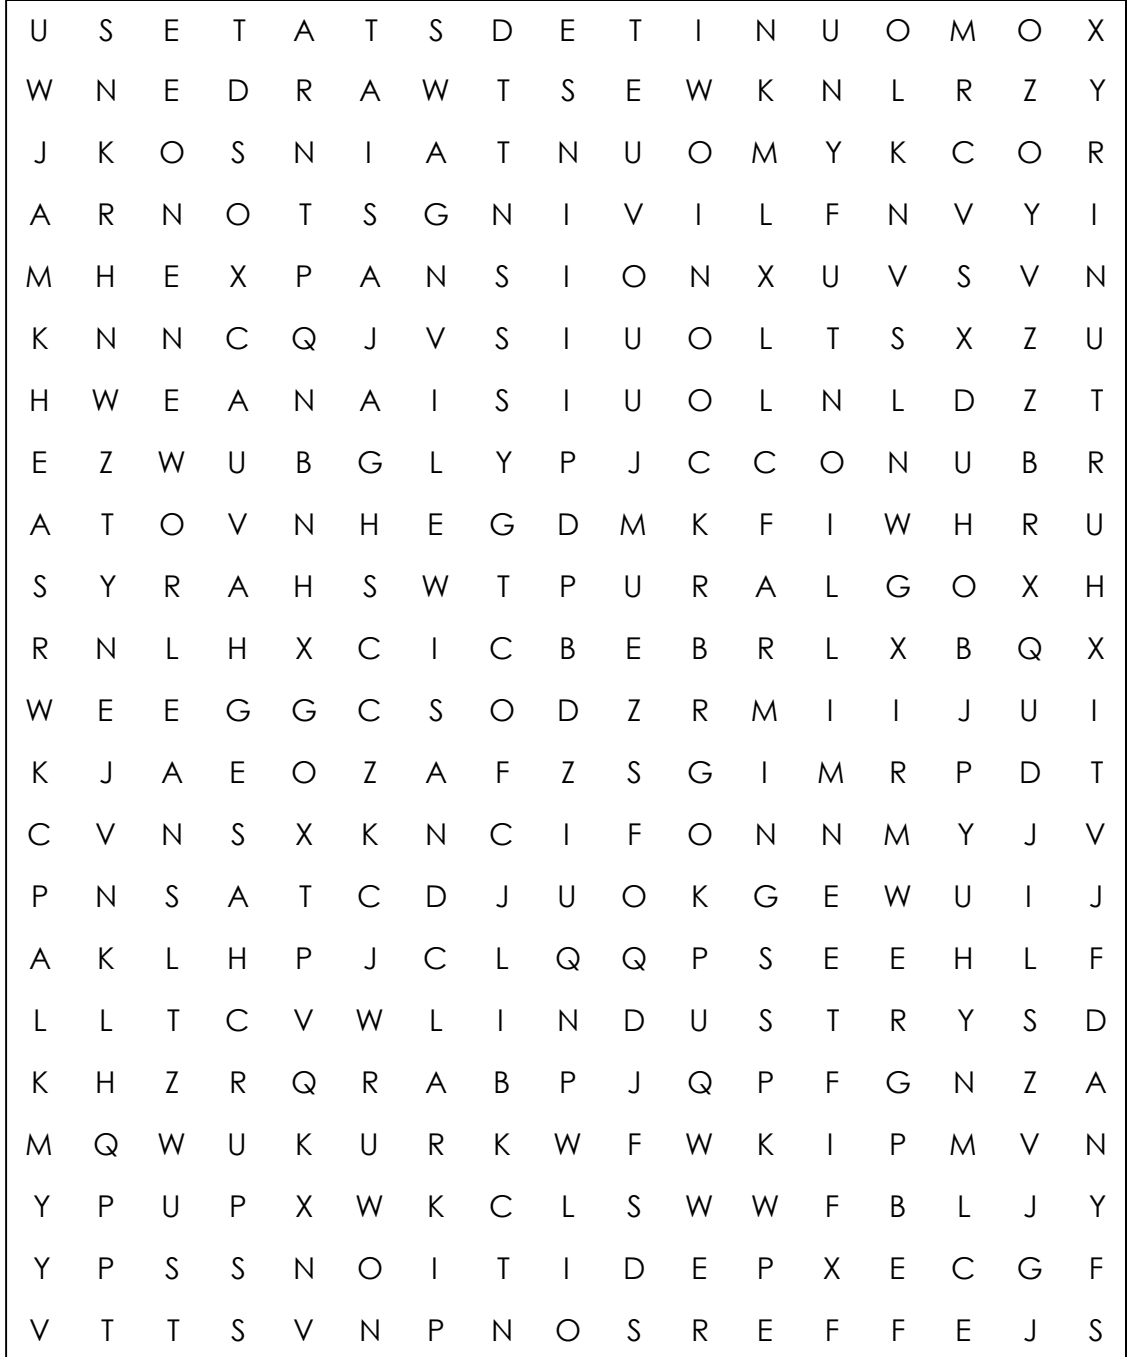 U S E T A T S D E T I N U O M O X
W N E D R A W T S E W K N L R Z Y
J K O S N I A T N U O M Y K C O R
A R N O T S G N I V I L F N V Y I
M H E X P A N S I O N X U V S V N
K N N C Q J V S I U O L T S X Z U
H W E A N A I S I U O L N L D Z T
E Z W U B G L Y P J C C O N U B R
A T O V N H E G D M K F I W H R U
S Y R A H S W T P U R A L G O X H
R N L H X C I C B E B R L X B Q X
W E E G G C S O D Z R M I I J U I
K J A E O Z A F Z S G I M R P D T
C V N S X K N C I F O N N M Y J V
P N S A T C D J U O K G E W U I J
A K L H P J C L Q Q P S E E H L F
L L T C V W L I N D U S T R Y S D
K H Z R Q R A B P J Q P F G N Z A
M Q W U K U R K W F W K I P M V N
Y P U P X W K C L S W W F B L J Y
Y P S S N O I T I D E P X E C G F
V T T S V N P N O S R E F F E J S